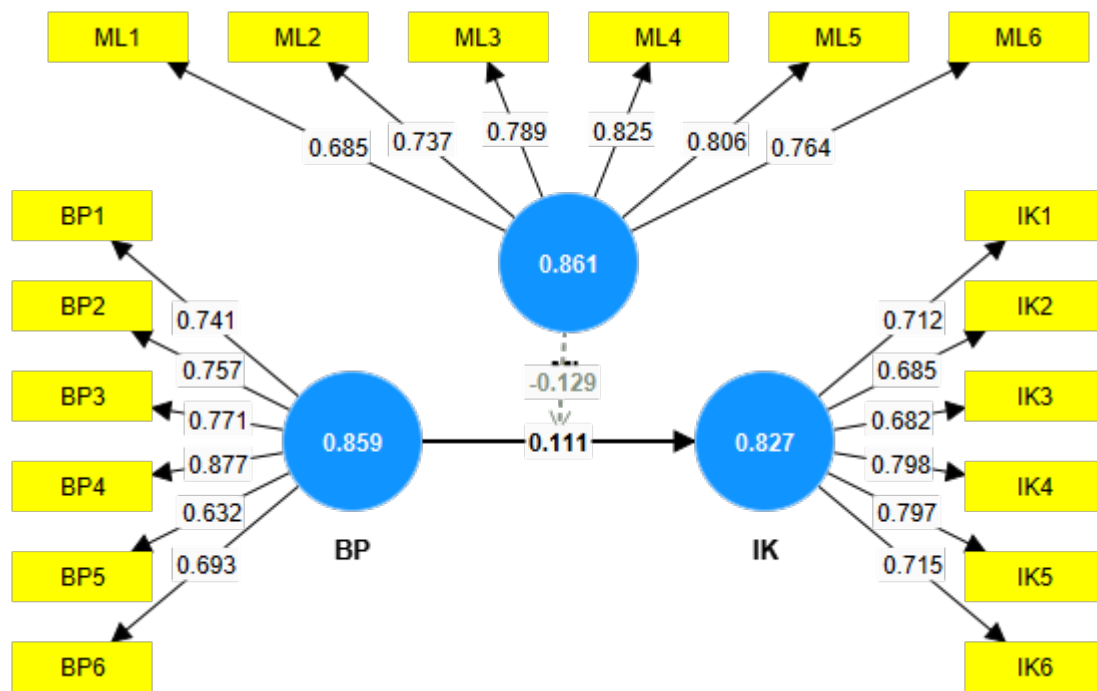 ML1 ML2 ML3 ML4 ML5 ML6
0.685 0.737 0.789 0.825 0.806 0.764
BP1 IK1
0.861
BP2 IK2
0.741 0.712
0.757 0.685
BP3 IK3
-0.129
0.771 0.682
0.859 0.111 0.827
0.877 0.798
BP4 IK4
0.632 0.797
BP IK
0.693 0.715
BP5 IK5
BP6 IK6